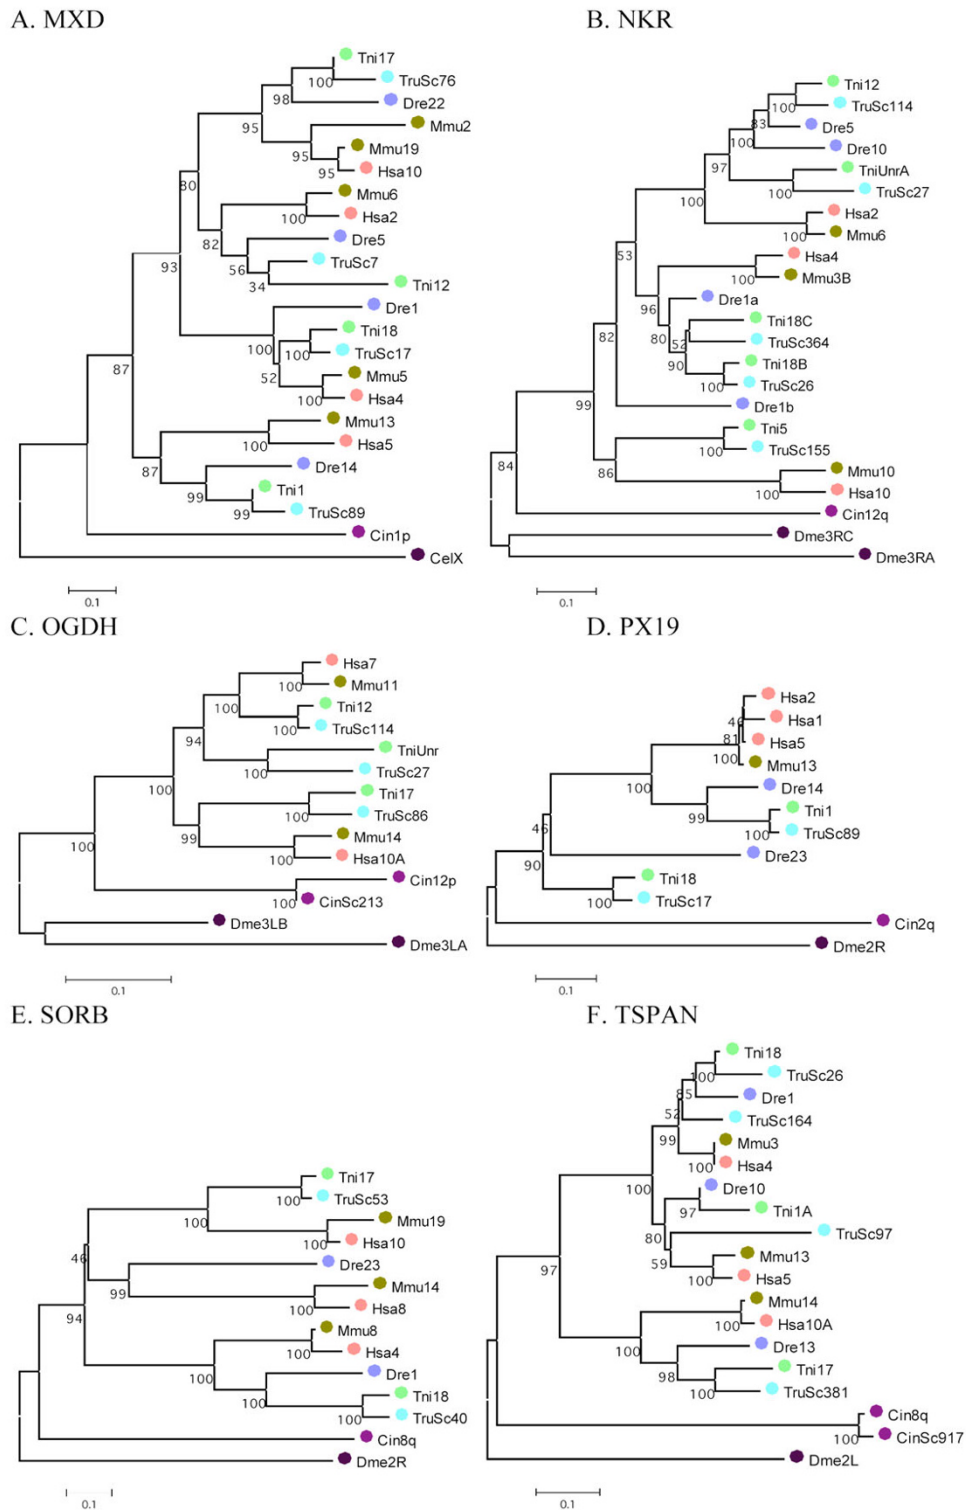 A. MXD
Tni17
TruSc76
100
Dre22
98
Mmu2
95
Mmu19
95
Hsa10
95
80
Mmu6
Hsa2
100
82
Dre5
TruSc7
56
34
Tni12
93
Dre1
Tni18
100
100
TruSc17
Mmu5
52
Hsa4
100
87
Mmu13
100
Hsa5
87
Dre14
Tni1
99
99
TruSc89
Cin1p
CelX
0.1
B. NKR
Tni12
TruSc114
100
83
Dre5
100
Dre10
97
TniUnrA
100
TruSc27
100
Hsa2
100
Mmu6
53
Hsa4
100
Mmu3B
96
Dre1a
Tni18C
80
52
TruSc364
82
90
Tni18B
100
TruSc26
99
Dre1b
Tni5
100
TruSc155
84
86
Mmu10
100
Hsa10
Cin12q
Dme3RC
Dme3RA
0.1
C. OGDH
Hsa7
100
Mmu11
100
Tni12
100
TruSc114
94
TniUnr
100
TruSc27
100
Tni17
100
TruSc86
99
Mmu14
100
Hsa10A
100
Cin12p
100
CinSc213
Dme3LB
Dme3LA
0.1
D. PX19
Hsa2
46
Hsa1
81
Hsa5
100
Mmu13
100
Dre14
99
Tni1
100
TruSc89
46
Dre23
90
Tni18
100
TruSc17
Cin2q
Dme2R
0.1
E. SORB
Tni17
100
TruSc53
100
Mmu19
100
Hsa10
46
Dre23
99
Mmu14
100
Hsa8
94
Mmu8
100
Hsa4
100
Dre1
100
Tni18
100
TruSc40
Cin8q
Dme2R
0.1
F. TSPAN
Tni18
100
TruSc26
85
Dre1
52
TruSc164
99
Mmu3
100
Hsa4
100
Dre10
97
Tni1A
80
TruSc97
59
Mmu13
97
100
Hsa5
Mmu14
100
Hsa10A
100
Dre13
98
Tni17
100
TruSc381
Cin8q
100
CinSc917
Dme2L
0.1